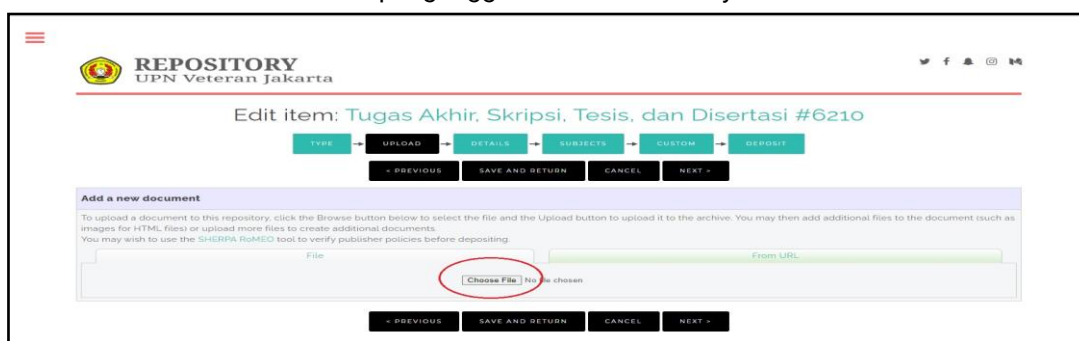 REPOSITORY
UPN Veteran Jakarta
Edit item: Tugas Akhir, Skripsi, Tesis, dan Disertasi #6210
TYPE → UPLOAD → DETAILS → SUBJECTS → CUSTOM → DEPOSIT
< PREVIOUS SAVE AND RETURN CANCEL NEXT >
Add a new document
To upload a document to this repository, click the Browse button below to select the file and the Upload button to upload it to the archive. You may then add additional files to the document (such as
images for HTML files) or upload more files to create additional documents.
You may wish to use the SHERPA RoMEO tool to verify publisher policies before depositing.
File From URL
Choose File No file chosen
< PREVIOUS SAVE AND RETURN CANCEL NEXT >